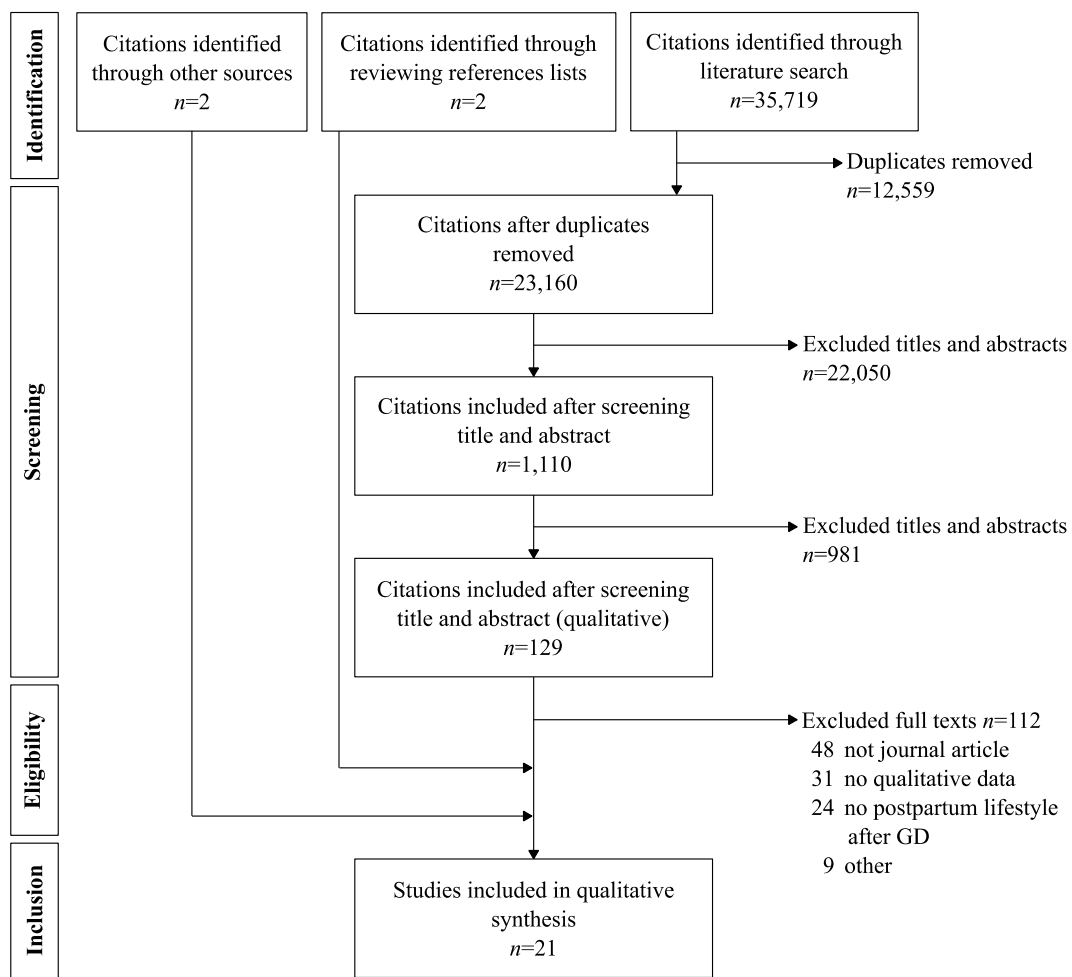 Identification
Citations identified
through other sources
n=2
Citations identified through
reviewing references lists
n=2
Citations identified through
literature search
n=35,719
Duplicates removed
n=12,559
Screening
Citations after duplicates
removed
n=23,160
Excluded titles and abstracts
n=22,050
Citations included after screening
title and abstract
n=1,110
Excluded titles and abstracts
n=981
Citations included after screening
title and abstract (qualitative)
n=129
Eligibility
Excluded full texts n=112
48 not journal article
31 no qualitative data
24 no postpartum lifestyle
after GD
9 other
Inclusion
Studies included in qualitative
synthesis
n=21